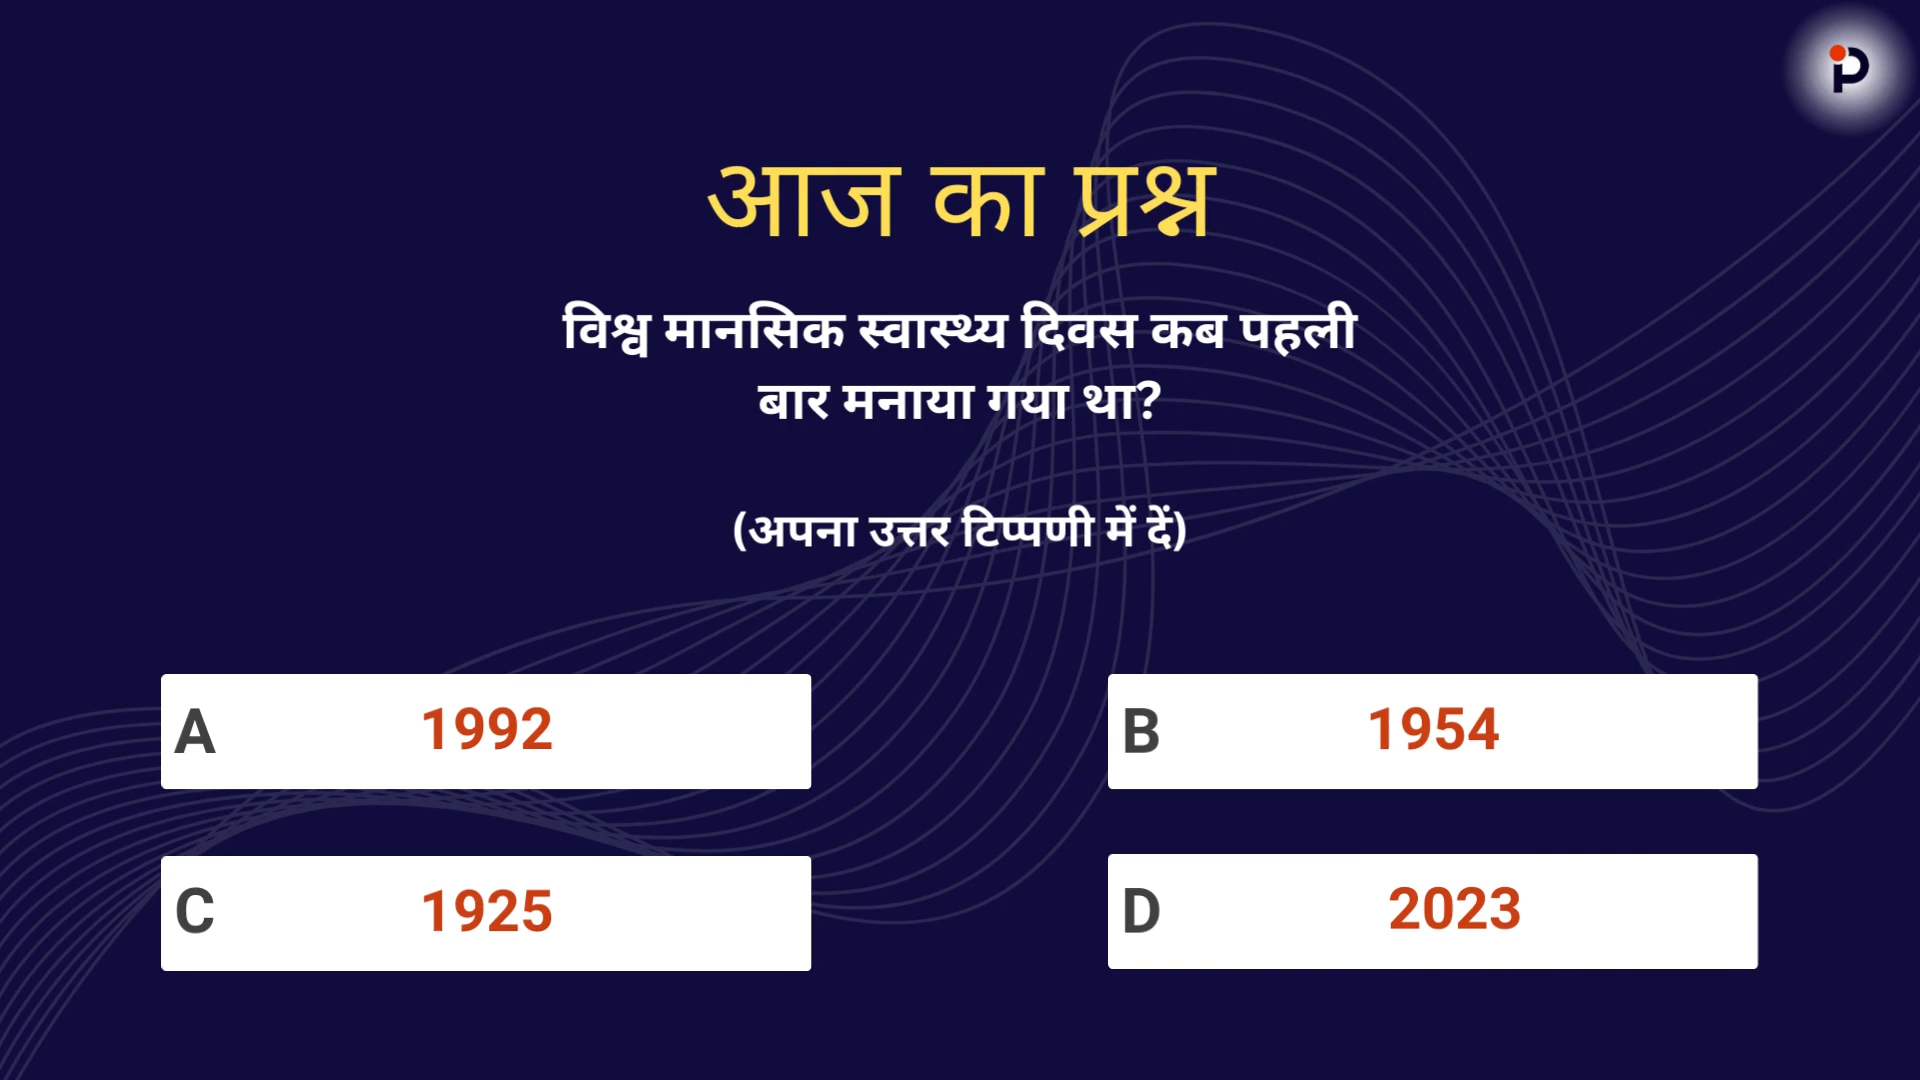 आज का प्रश्न
विश्व मानसिक स्वास्थ्य दिवस कब पहली
बार मनाया गया था?
(अपना उत्तर टिप्पणी में दें)
A 1992
B 1954
C 1925
D 2023